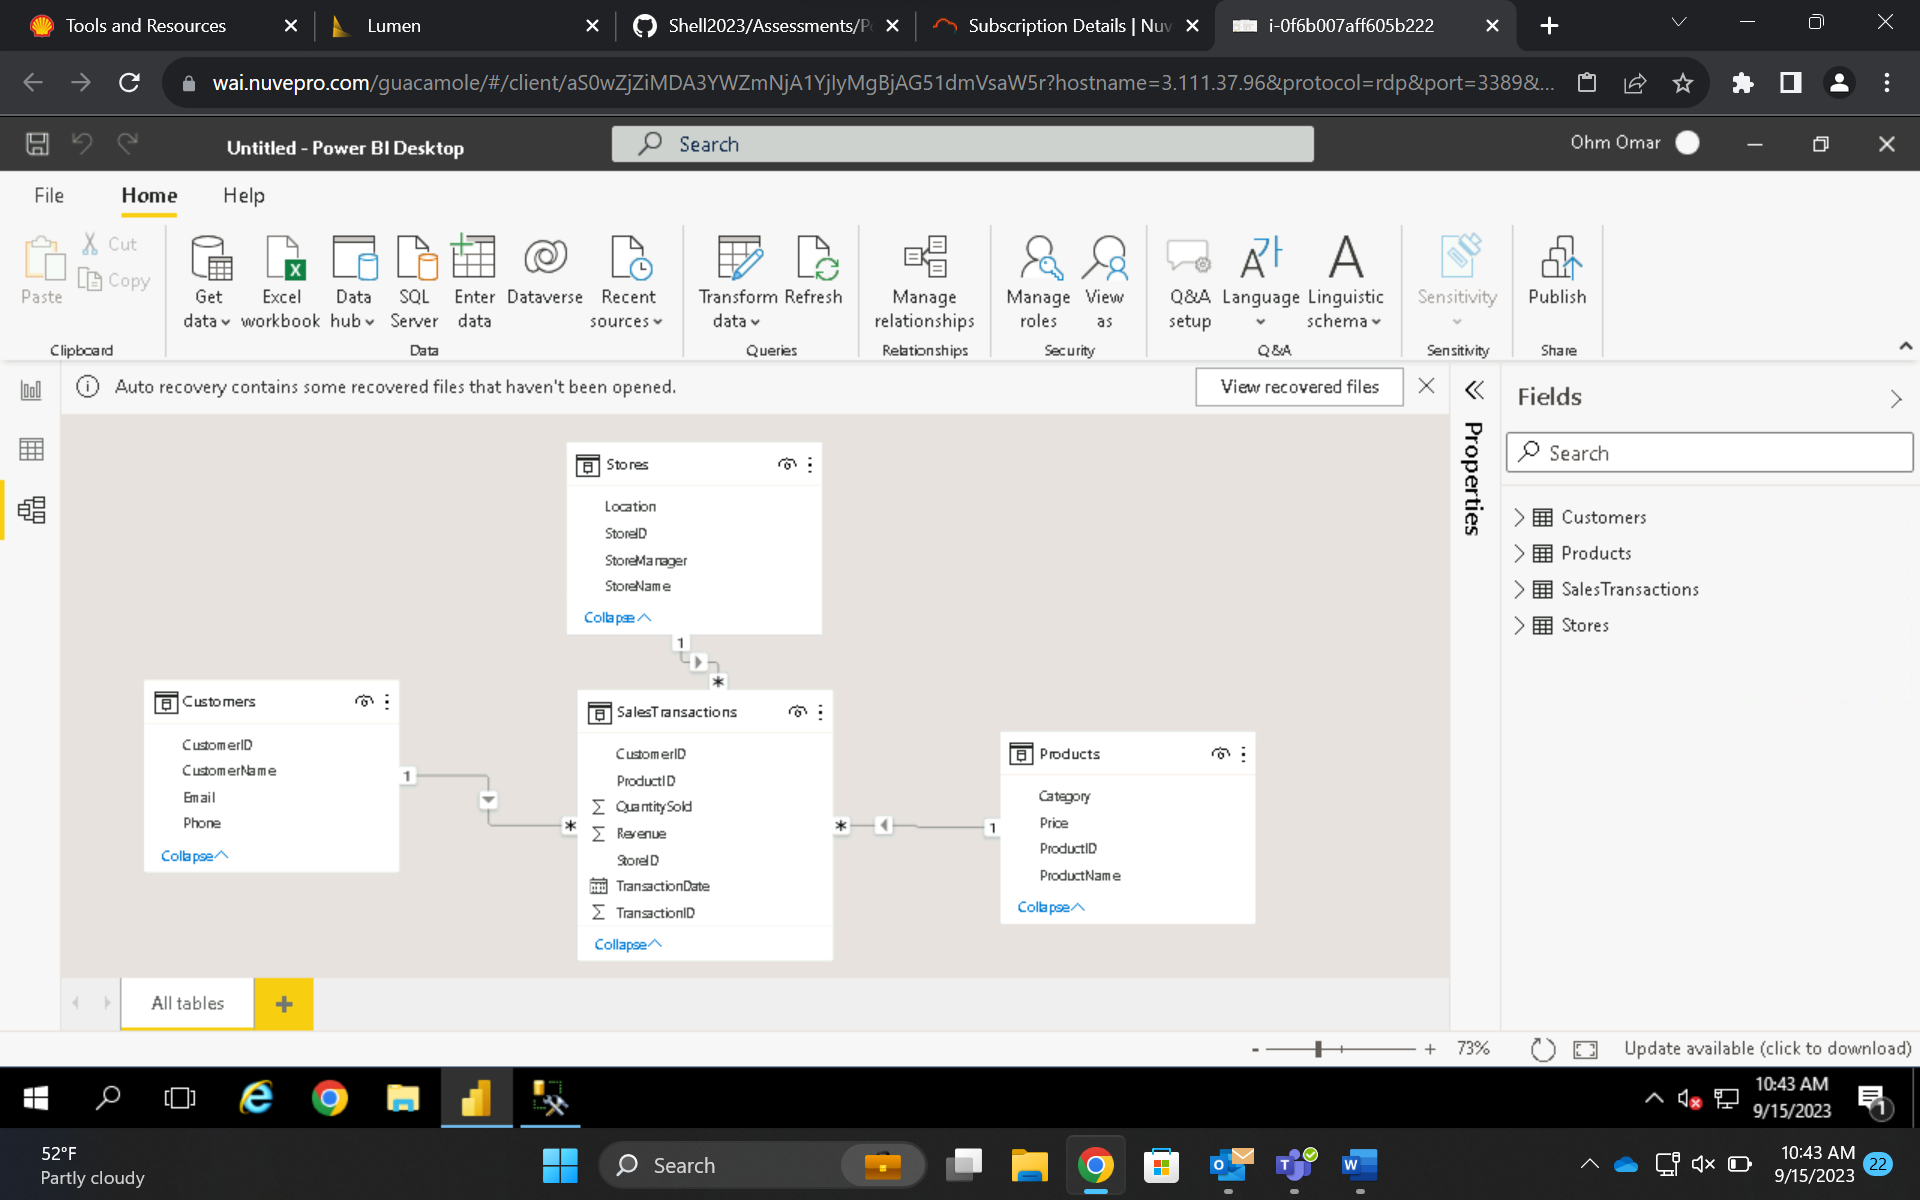 Tools and Resources
Lumen
Shell2023/Assessments/P
Subscription Details | Nuv
i-0f6b007aff605b222
wai.nuvepro.com/guacamole/#/client/aS0wZjZiMDA3YWZmNjA1YjIyMgBjAG51dmVsaW5r?hostname=3.111.37.96&protocol=rdp&port=3389&...
Untitled - Power BI Desktop
Search
Ohm Omar
File
Home
Help
Paste
Cut
Copy
Clipboard
Get data
Excel workbook
Data hub
SQL Server
Enter data
Dataverse
Recent sources
Data
Transform data
Refresh
Queries
Manage relationships
Relationships
Manage roles
View as
Security
Q&A setup
Language
Linguistic schema
Q&A
Sensitivity
Sensitivity
Publish
Share
Auto recovery contains some recovered files that haven't been opened.
View recovered files
Stores
Location
StoreID
StoreManager
StoreName
Collapse
1
*
Customers
CustomerID
CustomerName
Email
Phone
Collapse
1
*
SalesTransactions
CustomerID
ProductID
QuantitySold
Revenue
StoreID
TransactionDate
TransactionID
Collapse
*
1
Products
Category
Price
ProductID
ProductName
Collapse
Properties
Fields
Search
Customers
Products
SalesTransactions
Stores
All tables
+
- + 73%
Update available (click to download)
10:43 AM
9/15/2023
1
52°F
Partly cloudy
Search
10:43 AM
9/15/2023
22